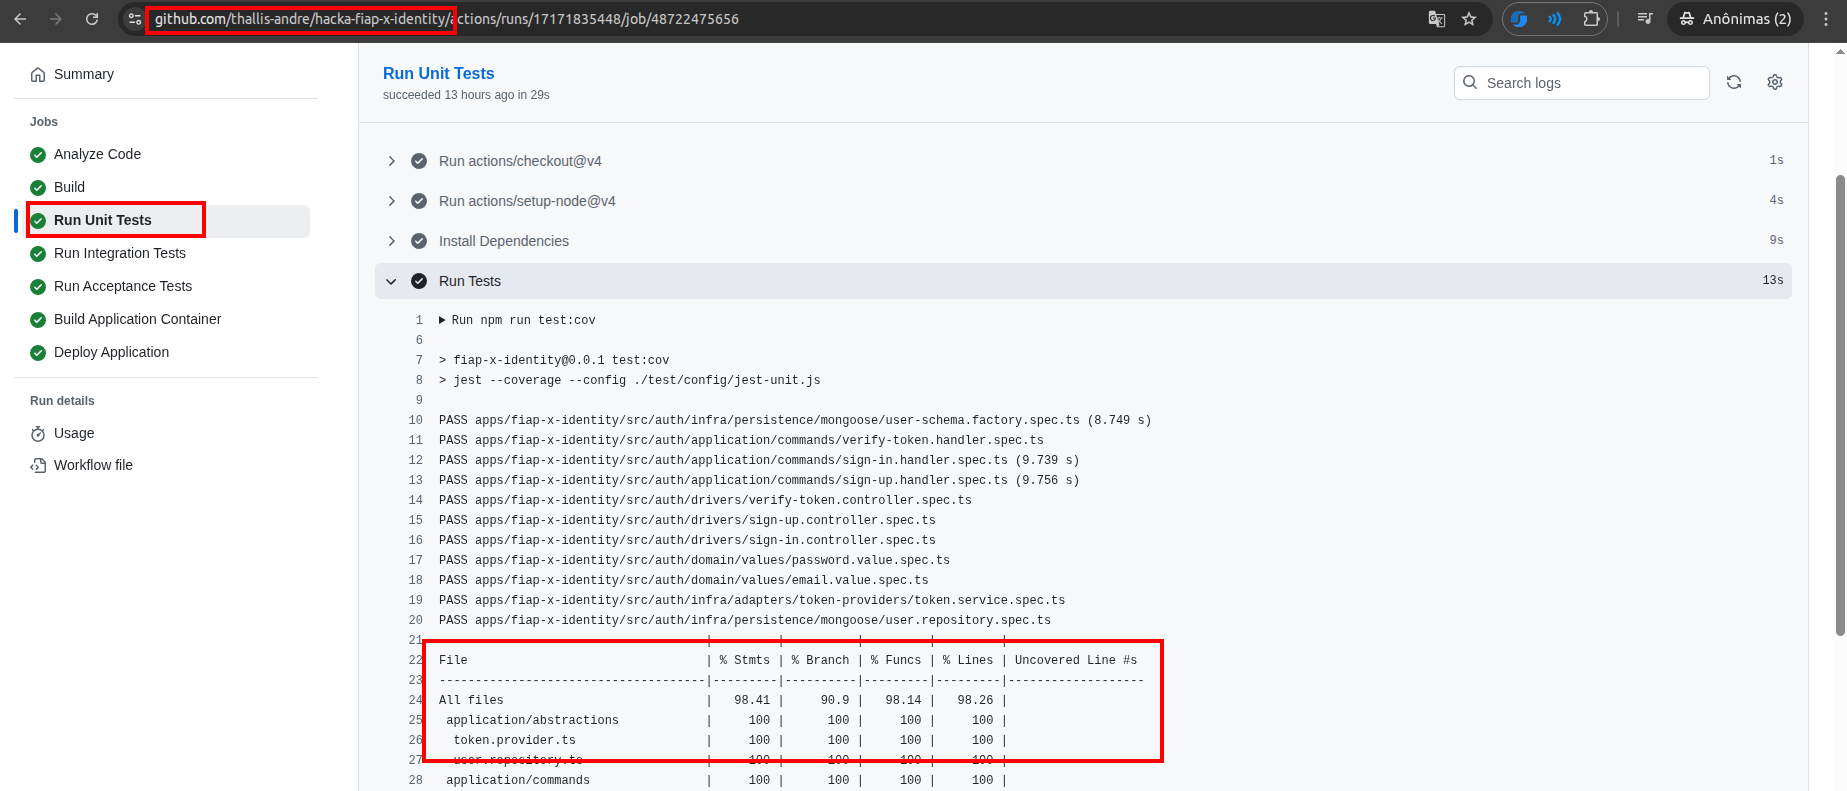 github.com/thallis-andre/hacka-fiap-x-identity/actions/runs/17171835448/job/48722475656
Anônimas (2)
Summary
Jobs
Analyze Code
Build
Run Unit Tests
Run Integration Tests
Run Acceptance Tests
Build Application Container
Deploy Application
Run details
Usage
Workflow file
Run Unit Tests
succeeded 13 hours ago in 29s
Search logs
Run actions/checkout@v4 1s
Run actions/setup-node@v4 4s
Install Dependencies 9s
Run Tests 13s
1 Run npm run test:cov
6
7 > fiap-x-identity@0.0.1 test:cov
8 > jest --coverage --config ./test/config/jest-unit.js
9
10 PASS apps/fiap-x-identity/src/auth/infra/persistence/mongoose/user-schema.factory.spec.ts (8.749 s)
11 PASS apps/fiap-x-identity/src/auth/application/commands/verify-token.handler.spec.ts
12 PASS apps/fiap-x-identity/src/auth/application/commands/sign-in.handler.spec.ts (9.739 s)
13 PASS apps/fiap-x-identity/src/auth/application/commands/sign-up.handler.spec.ts (9.756 s)
14 PASS apps/fiap-x-identity/src/auth/drivers/verify-token.controller.spec.ts
15 PASS apps/fiap-x-identity/src/auth/drivers/sign-up.controller.spec.ts
16 PASS apps/fiap-x-identity/src/auth/drivers/sign-in.controller.spec.ts
17 PASS apps/fiap-x-identity/src/auth/domain/values/password.value.spec.ts
18 PASS apps/fiap-x-identity/src/auth/domain/values/email.value.spec.ts
19 PASS apps/fiap-x-identity/src/auth/infra/adapters/token-providers/token.service.spec.ts
20 PASS apps/fiap-x-identity/src/auth/infra/persistence/mongoose/user.repository.spec.ts
21 -------------------------------------|---------|----------|---------|---------|-------------------
22 File | % Stmts | % Branch | % Funcs | % Lines | Uncovered Line #s
23 -------------------------------------|---------|----------|---------|---------|-------------------
24 All files | 98.41 | 90.9 | 98.14 | 98.26 |
25 application/abstractions | 100 | 100 | 100 | 100 |
26 token.provider.ts | 100 | 100 | 100 | 100 |
27 user.repository.ts | 100 | 100 | 100 | 100 |
28 application/commands | 100 | 100 | 100 | 100 |